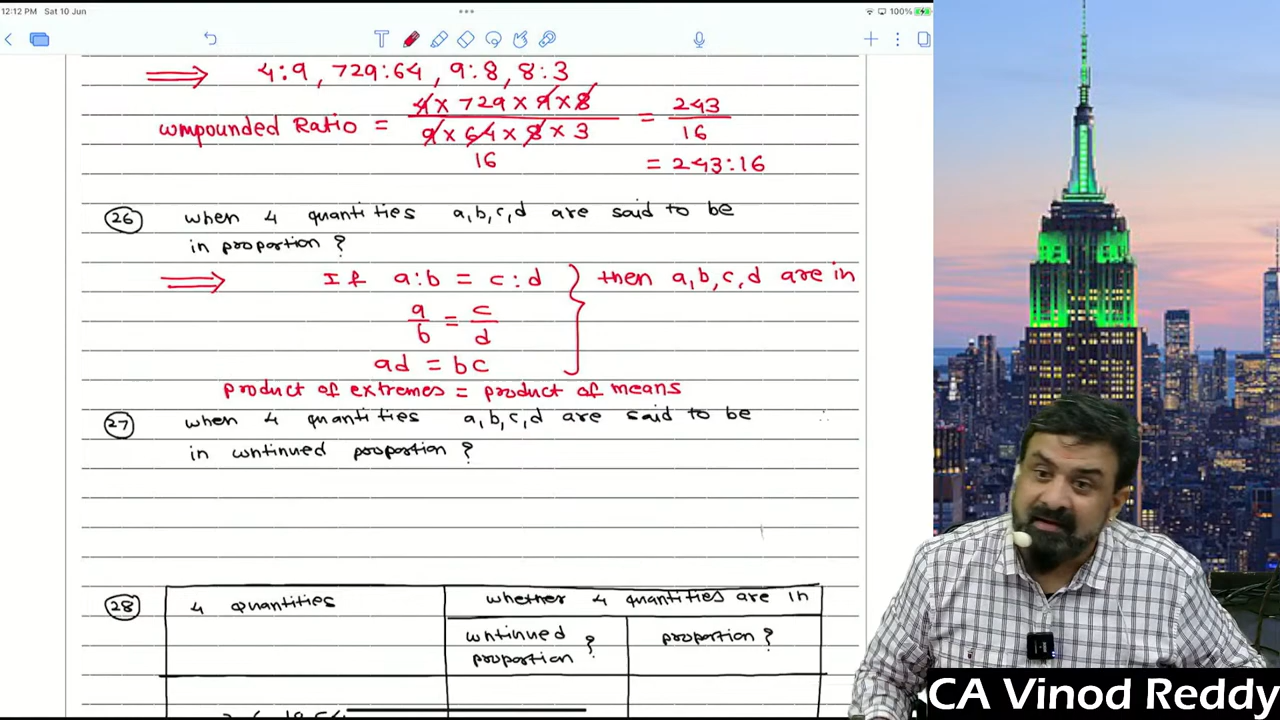 12:12 PM Sat 10 Jun
100%
⇒ 4:9, 729:64, 9:8, 8:3
compounded Ratio = 4 × 729 × 9 × 8 / 9 × 64 × 8 × 3 = 243 / 16
16
= 243:16
26 when 4 quantities a,b,c,d are said to be
in proportion ?
⇒ If a:b = c:d } then a,b,c,d are in
a/b = c/d
ad = bc
product of extremes = product of means
27 when 4 quantities a,b,c,d are said to be
in continued proportion ?
28 4 quantities
whether 4 quantities are in
continued proportion ?
proportion ?
CA Vinod Reddy